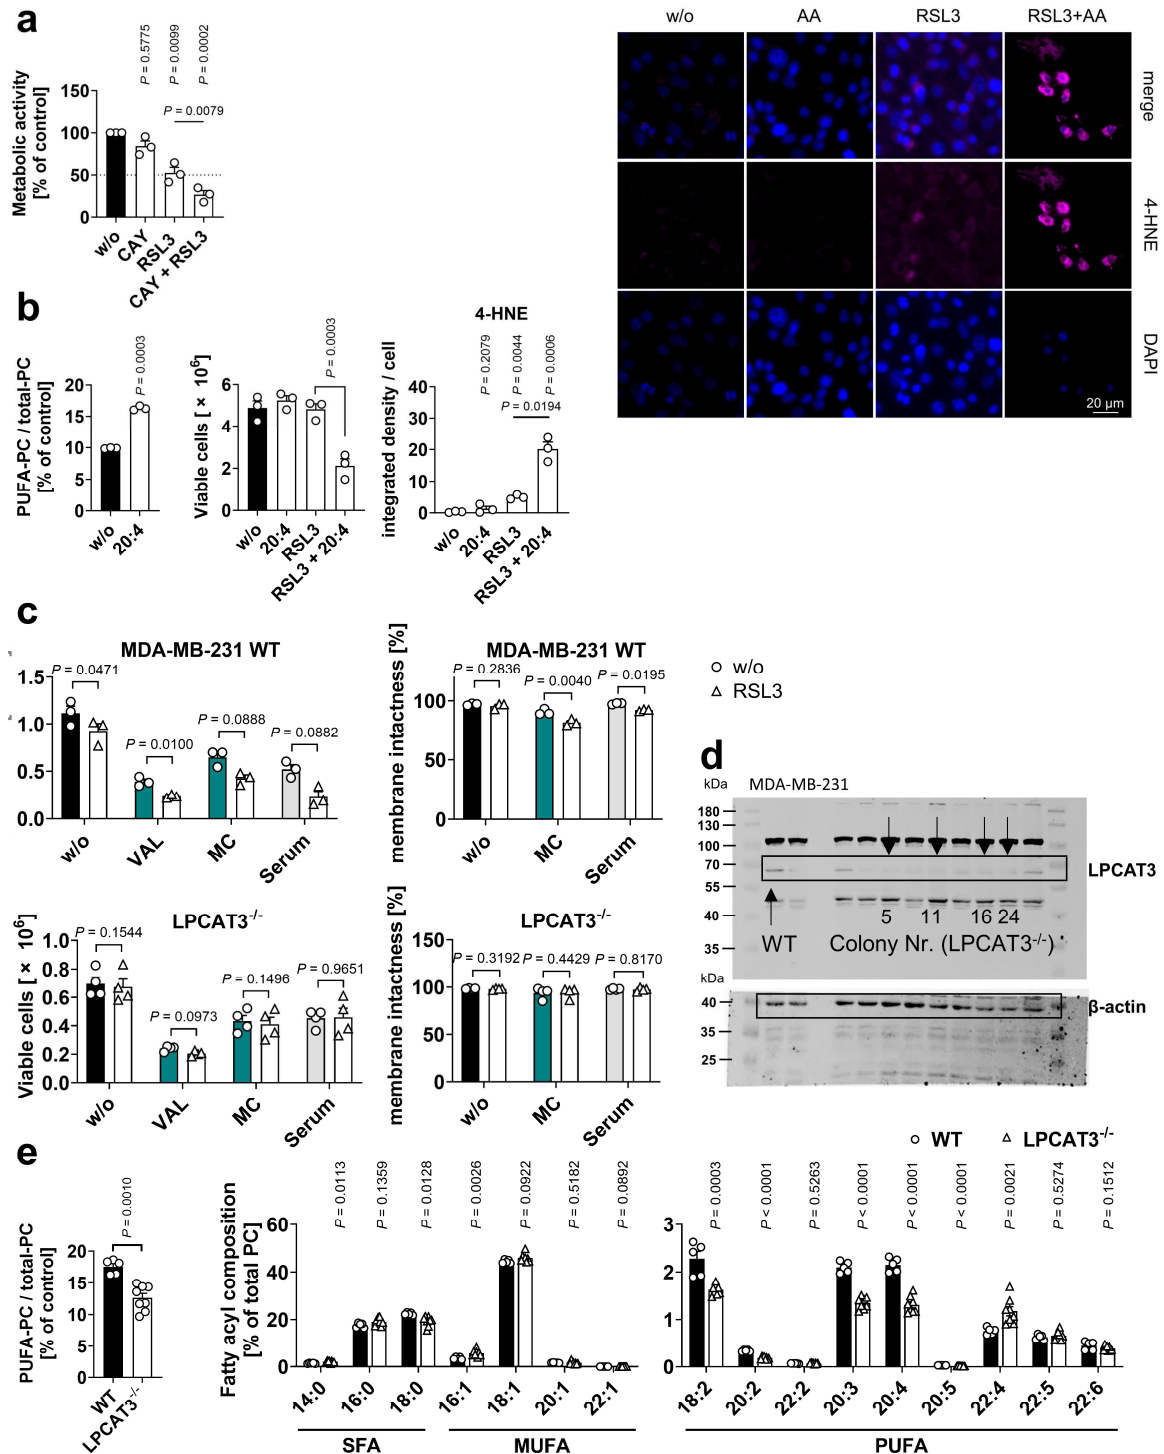 a
P = 0.5775
P = 0.0099
P = 0.0002
P = 0.0079
Metabolic activity
[% of control]
150
100
50
0
w/o
CAY
RSL3
CAY + RSL3
w/o
AA
RSL3
RSL3+AA
merge
4-HNE
DAPI
20 µm
b
PUFA-PC / total-PC
[% of control]
20
15
10
5
0
P = 0.0003
w/o
20:4
Viable cells [ × 10⁶]
6
4
2
0
P = 0.0003
w/o
20:4
RSL3
RSL3 + 20:4
4-HNE
integrated density / cell
40
30
20
10
0
P = 0.2079
P = 0.0044
P = 0.0006
P = 0.0194
w/o
20:4
RSL3
RSL3 + 20:4
c
MDA-MB-231 WT
1.5
1.0
0.5
0.0
P = 0.0471
P = 0.0100
P = 0.0888
P = 0.0882
w/o
VAL
MC
Serum
MDA-MB-231 WT
membrane intactness [%]
100
50
0
P = 0.2836
P = 0.0040
P = 0.0195
w/o
MC
Serum
w/o
RSL3
LPCAT3⁻/⁻
Viable cells [ × 10⁶]
1.0
0.8
0.6
0.4
0.2
0.0
P = 0.1544
P = 0.0973
P = 0.1496
P = 0.9651
w/o
VAL
MC
Serum
LPCAT3⁻/⁻
membrane intactness [%]
150
100
50
0
P = 0.3192
P = 0.4429
P = 0.8170
w/o
MC
Serum
d
kDa
MDA-MB-231
180
130
100
70
55
40
35
LPCAT3
5
11
16
24
WT
Colony Nr. (LPCAT3⁻/⁻)
kDa
40
35
25
β-actin
e
PUFA-PC / total-PC
[% of control]
20
15
10
5
0
P = 0.0010
WT
LPCAT3⁻/⁻
WT
LPCAT3⁻/⁻
Fatty acyl composition
[% of total PC]
60
40
20
0
P = 0.0113
P = 0.1359
P = 0.0128
P = 0.0026
P = 0.0922
P = 0.5182
P = 0.0892
14:0
16:0
18:0
16:1
18:1
20:1
22:1
SFA
MUFA
3
2
1
0
P = 0.0003
P < 0.0001
P = 0.5263
P < 0.0001
P < 0.0001
P < 0.0001
P = 0.0021
P = 0.5274
P = 0.1512
18:2
20:2
22:2
20:3
20:4
20:5
22:4
22:5
22:6
PUFA